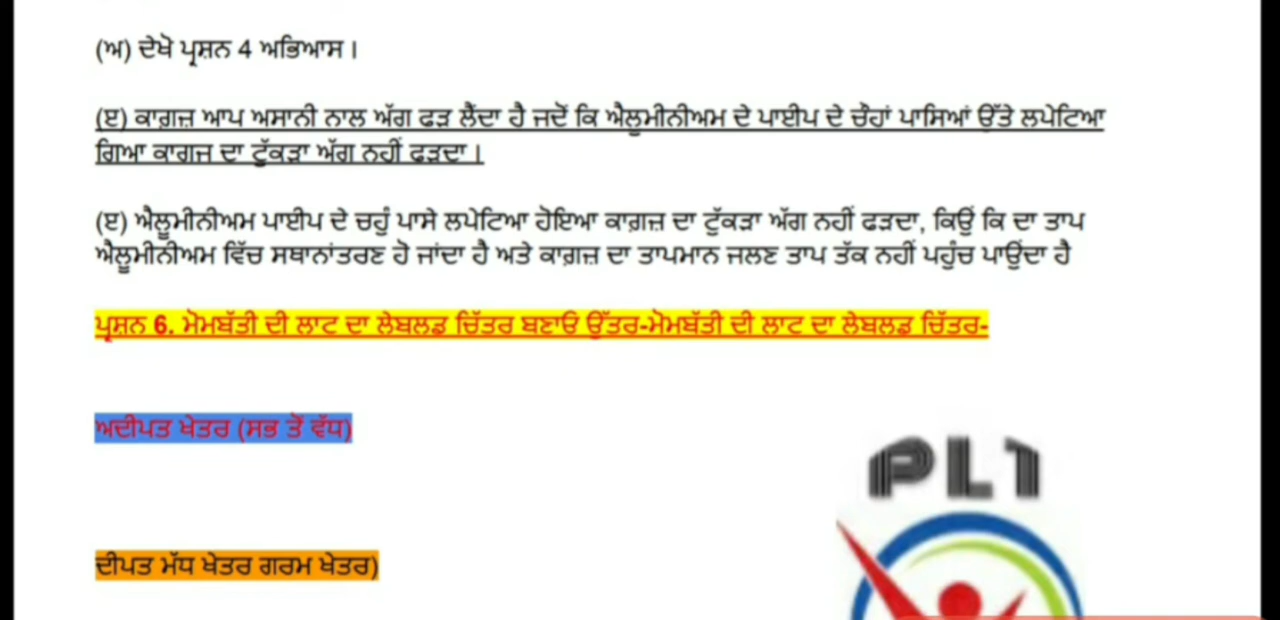 (ਅ) ਦੇਖੋ ਪ੍ਰਸ਼ਨ 4 ਅਭਿਆਸ।
(ੲ) ਕਾਗਜ਼ ਆਪ ਅਸਾਨੀ ਨਾਲ ਅੱਗ ਫੜ ਲੈਂਦਾ ਹੈ ਜਦੋਂ ਕਿ ਐਲੂਮੀਨੀਅਮ ਦੇ ਪਾਈਪ ਦੇ ਚੌਹਾਂ ਪਾਸਿਆਂ ਉੱਤੇ ਲਪੇਟਿਆ
ਗਿਆ ਕਾਗਜ ਦਾ ਟੁੱਕੜਾ ਅੱਗ ਨਹੀਂ ਫੜਦਾ।
(ੲ) ਐਲੂਮੀਨੀਅਮ ਪਾਈਪ ਦੇ ਚਹੁੰ ਪਾਸੇ ਲਪੇਟਿਆ ਹੋਇਆ ਕਾਗਜ਼ ਦਾ ਟੁੱਕੜਾ ਅੱਗ ਨਹੀਂ ਫੜਦਾ, ਕਿਉਂ ਕਿ ਦਾ ਤਾਪ
ਐਲੂਮੀਨੀਅਮ ਵਿੱਚ ਸਥਾਨਾਂਤਰਣ ਹੋ ਜਾਂਦਾ ਹੈ ਅਤੇ ਕਾਗਜ਼ ਦਾ ਤਾਪਮਾਨ ਜਲਣ ਤਾਪ ਤੱਕ ਨਹੀਂ ਪਹੁੰਚ ਪਾਉਂਦਾ ਹੈ
ਪ੍ਰਸ਼ਨ 6. ਮੋਮਬੱਤੀ ਦੀ ਲਾਟ ਦਾ ਲੇਬਲਡ ਚਿੱਤਰ ਬਣਾਓ ਉੱਤਰ-ਮੋਮਬੱਤੀ ਦੀ ਲਾਟ ਦਾ ਲੇਬਲਡ ਚਿੱਤਰ-
ਅਦੀਪਤ ਖੇਤਰ (ਸਭ ਤੋਂ ਵੱਧ)
PL1
ਦੀਪਤ ਮੱਧ ਖੇਤਰ ਗਰਮ ਖੇਤਰ)